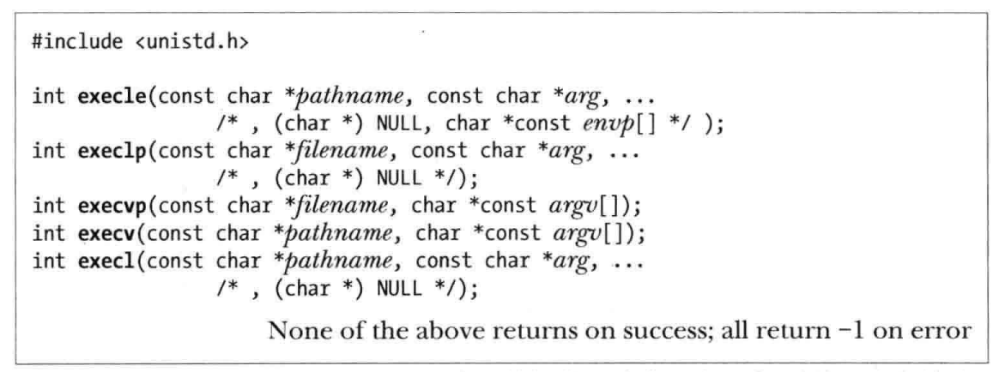 #include <unistd.h>
int execle(const char *pathname, const char *arg, ...
/* , (char *) NULL, char *const envp[] */ );
int execlp(const char *filename, const char *arg, ...
/* , (char *) NULL */);
int execvp(const char *filename, char *const argv[]);
int execv(const char *pathname, char *const argv[]);
int execl(const char *pathname, const char *arg, ...
/* , (char *) NULL */);
None of the above returns on success; all return −1 on error